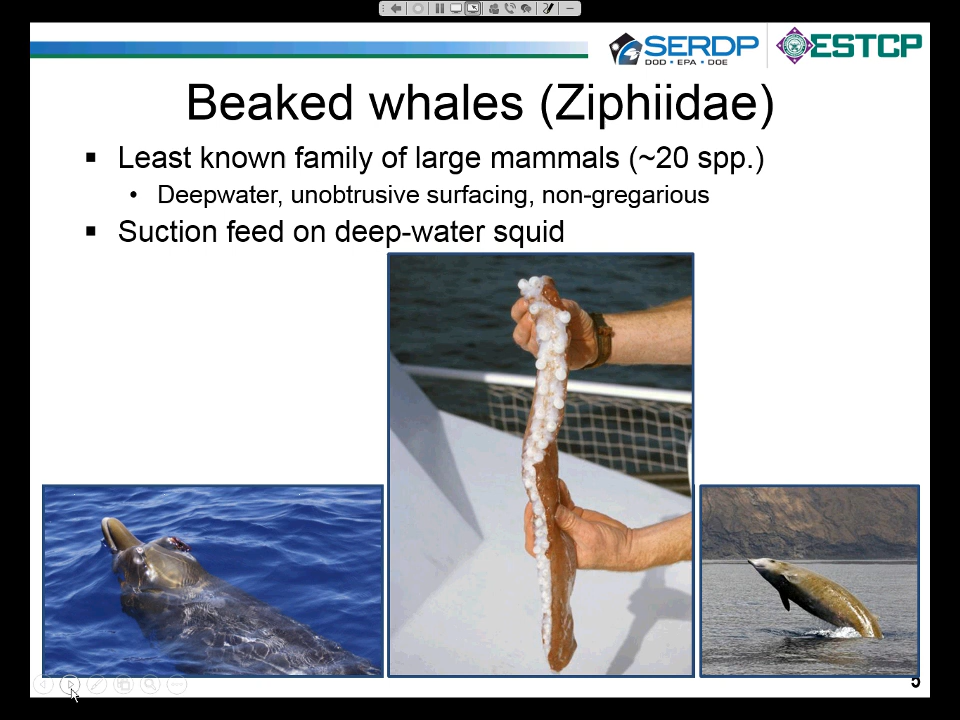 SERDP
DOD • EPA • DOE
ESTCP
Beaked whales (Ziphiidae)
▪ Least known family of large mammals (~20 spp.)
• Deepwater, unobtrusive surfacing, non-gregarious
▪ Suction feed on deep-water squid
5